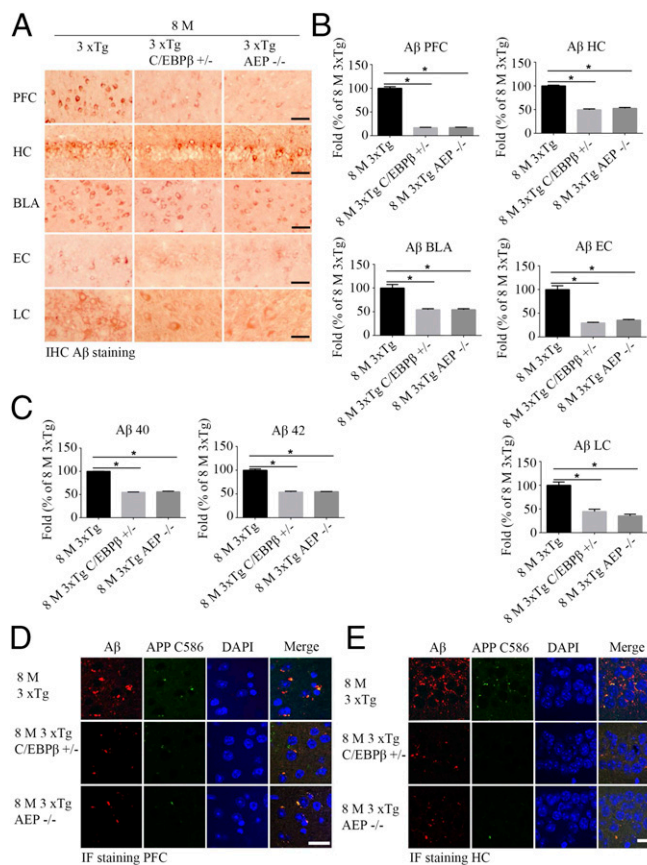 A
8 M
3 xTg
3 xTg
C/EBPβ +/-
3 xTg
AEP -/-
PFC
HC
BLA
EC
LC
IHC Aβ staining
B
Aβ PFC
Fold (% of 8 M 3xTg)
150
100
50
0
*
*
8 M 3xTg
8 M 3xTg C/EBPβ +/-
8 M 3xTg AEP -/-
Aβ HC
Fold (% of 8 M 3xTg)
150
100
50
0
*
*
8 M 3xTg
8 M 3xTg C/EBPβ +/-
8 M 3xTg AEP -/-
Aβ BLA
Fold (% of 8 M 3xTg)
150
100
50
0
*
*
8 M 3xTg
8 M 3xTg C/EBPβ +/-
8 M 3xTg AEP -/-
Aβ EC
Fold (% of 8 M 3xTg)
150
100
50
0
*
*
8 M 3xTg
8 M 3xTg C/EBPβ +/-
8 M 3xTg AEP -/-
Aβ LC
Fold (% of 8 M 3xTg)
150
100
50
0
*
*
8 M 3xTg
8 M 3xTg C/EBPβ +/-
8 M 3xTg AEP -/-
C
Aβ 40
Fold (% of 8 M 3xTg)
150
100
50
0
*
*
8 M 3xTg
8 M 3xTg C/EBPβ +/-
8 M 3xTg AEP -/-
Aβ 42
Fold (% of 8 M 3xTg)
150
100
50
0
*
*
8 M 3xTg
8 M 3xTg C/EBPβ +/-
8 M 3xTg AEP -/-
D
Aβ APP C586 DAPI Merge
8 M
3 xTg
8 M 3 xTg
C/EBPβ +/-
8 M 3 xTg
AEP -/-
IF staining PFC
E
Aβ APP C586 DAPI Merge
8 M
3 xTg
8 M 3 xTg
C/EBPβ +/-
8 M 3 xTg
AEP -/-
IF staining HC